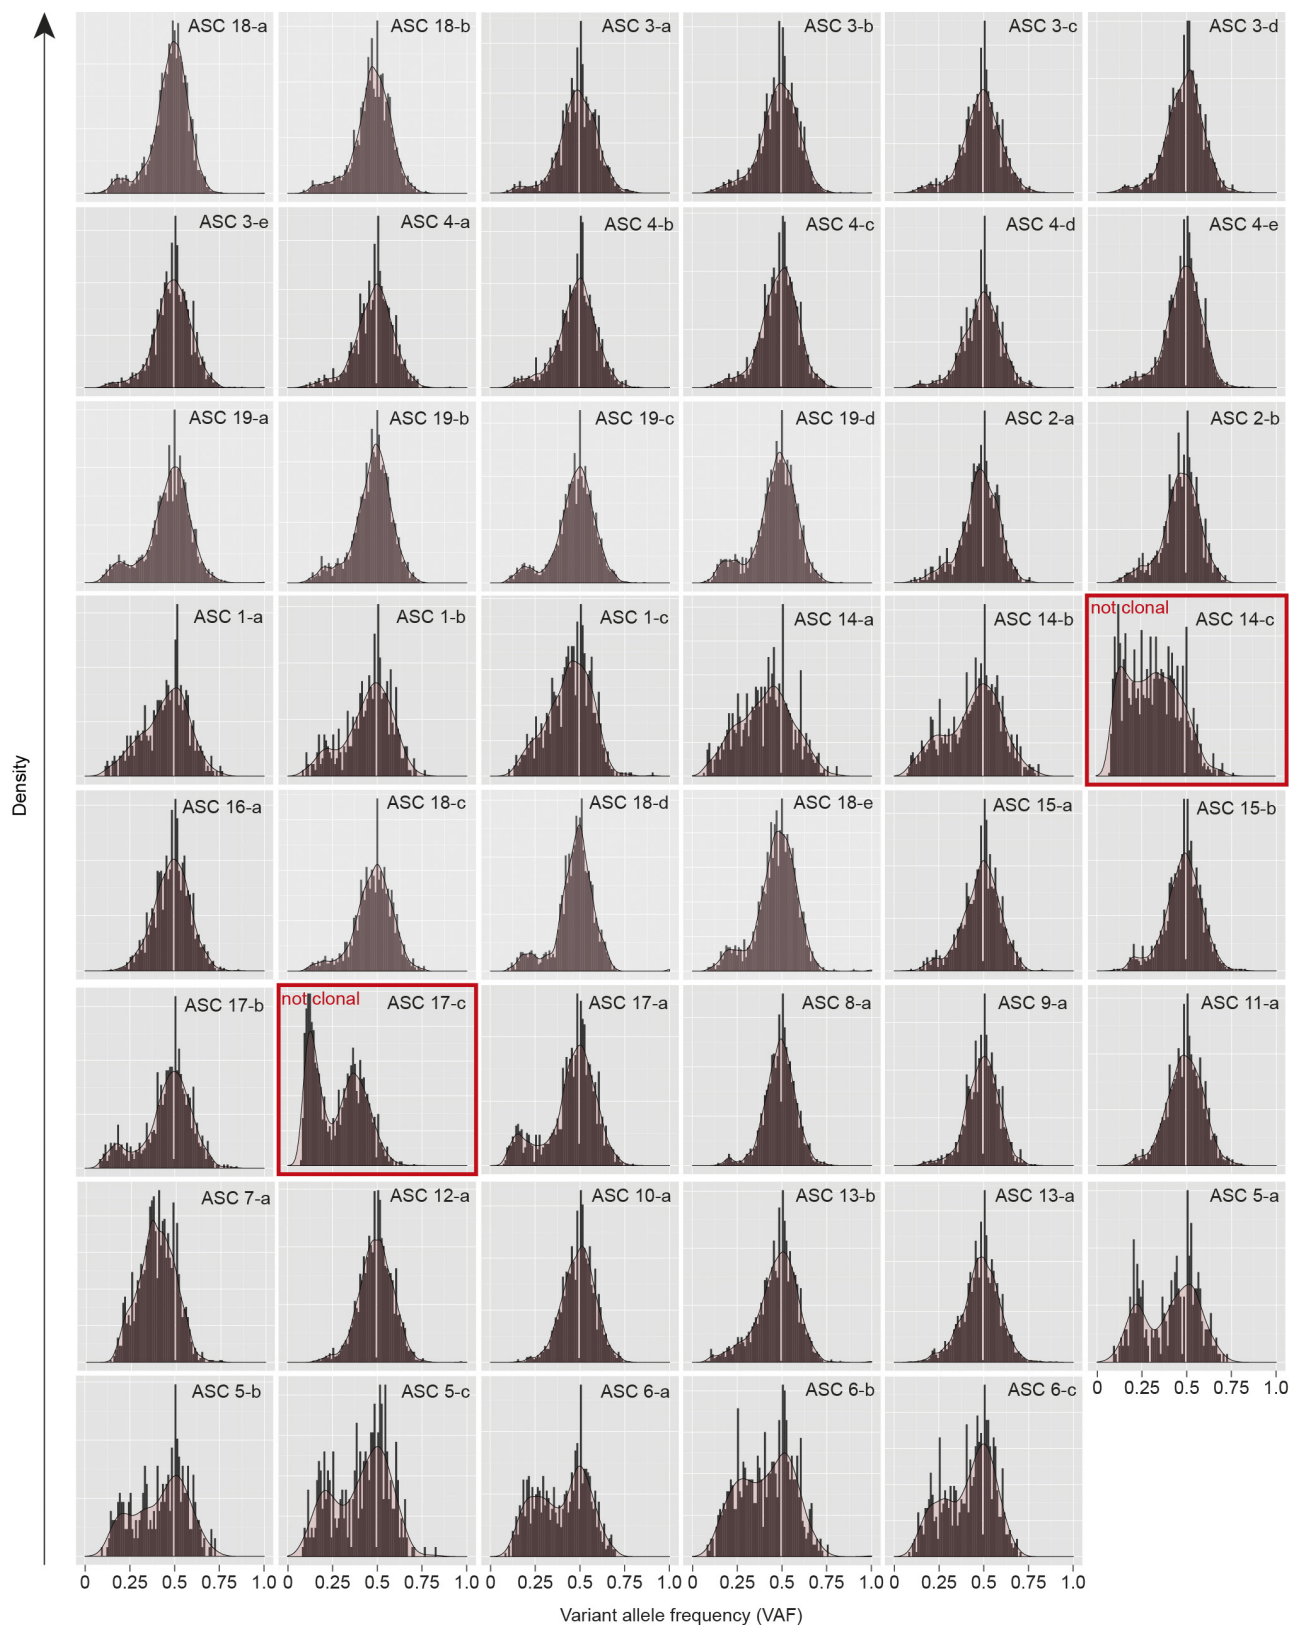 ASC 18-a
ASC 18-b
ASC 3-a
ASC 3-b
ASC 3-c
ASC 3-d
ASC 3-e
ASC 4-a
ASC 4-b
ASC 4-c
ASC 4-d
ASC 4-e
ASC 19-a
ASC 19-b
ASC 19-c
ASC 19-d
ASC 2-a
ASC 2-b
ASC 1-a
ASC 1-b
ASC 1-c
ASC 14-a
ASC 14-b
not clonal
ASC 14-c
Density
ASC 16-a
ASC 18-c
ASC 18-d
ASC 18-e
ASC 15-a
ASC 15-b
ASC 17-b
not clonal
ASC 17-c
ASC 17-a
ASC 8-a
ASC 9-a
ASC 11-a
ASC 7-a
ASC 12-a
ASC 10-a
ASC 13-b
ASC 13-a
ASC 5-a
0 0.25 0.5 0.75 1.0
ASC 5-b
ASC 5-c
ASC 6-a
ASC 6-b
ASC 6-c
0 0.25 0.5 0.75 1.0 0 0.25 0.5 0.75 1.0 0 0.25 0.5 0.75 1.0 0 0.25 0.5 0.75 1.0 0 0.25 0.5 0.75 1.0
Variant allele frequency (VAF)